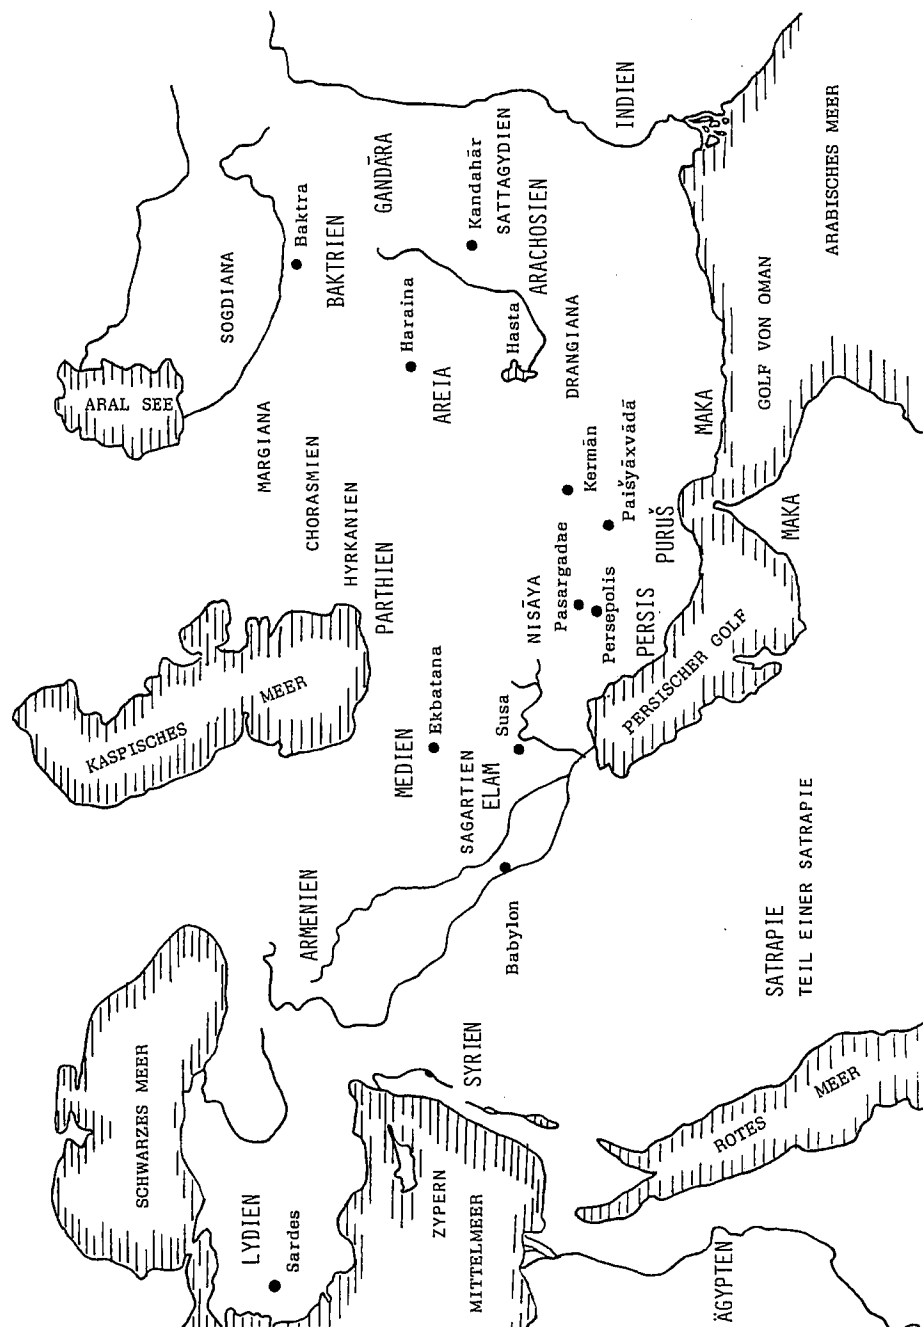 SCHWARZES MEER
LYDIEN
Sardes
ZYPERN
MITTELMEER
ÄGYPTEN
SYRIEN
ROTES
MEER
ARMENIEN
Babylon
SATRAPIE
TEIL EINER SATRAPIE
KASPISCHES
MEER
MEDIEN
Ekbatana
SAGARTIEN
ELAM
Susa
NISĀYA
Pasargadae
Persepolis
PERSIS
PERSISCHER GOLF
PARTHIEN
HYRKANIEN
CHORASMIEN
MARGIANA
Kermān
Paišyāxvādā
PURUŠ
MAKA
MAKA
ARAL SEE
SOGDIANA
Baktra
BAKTRIEN
AREIA
Haraina
Hasta
DRANGIANA
GANDĀRA
Kandahār
SATTAGYDIEN
ARACHOSIEN
INDIEN
GOLF VON OMAN
ARABISCHES MEER